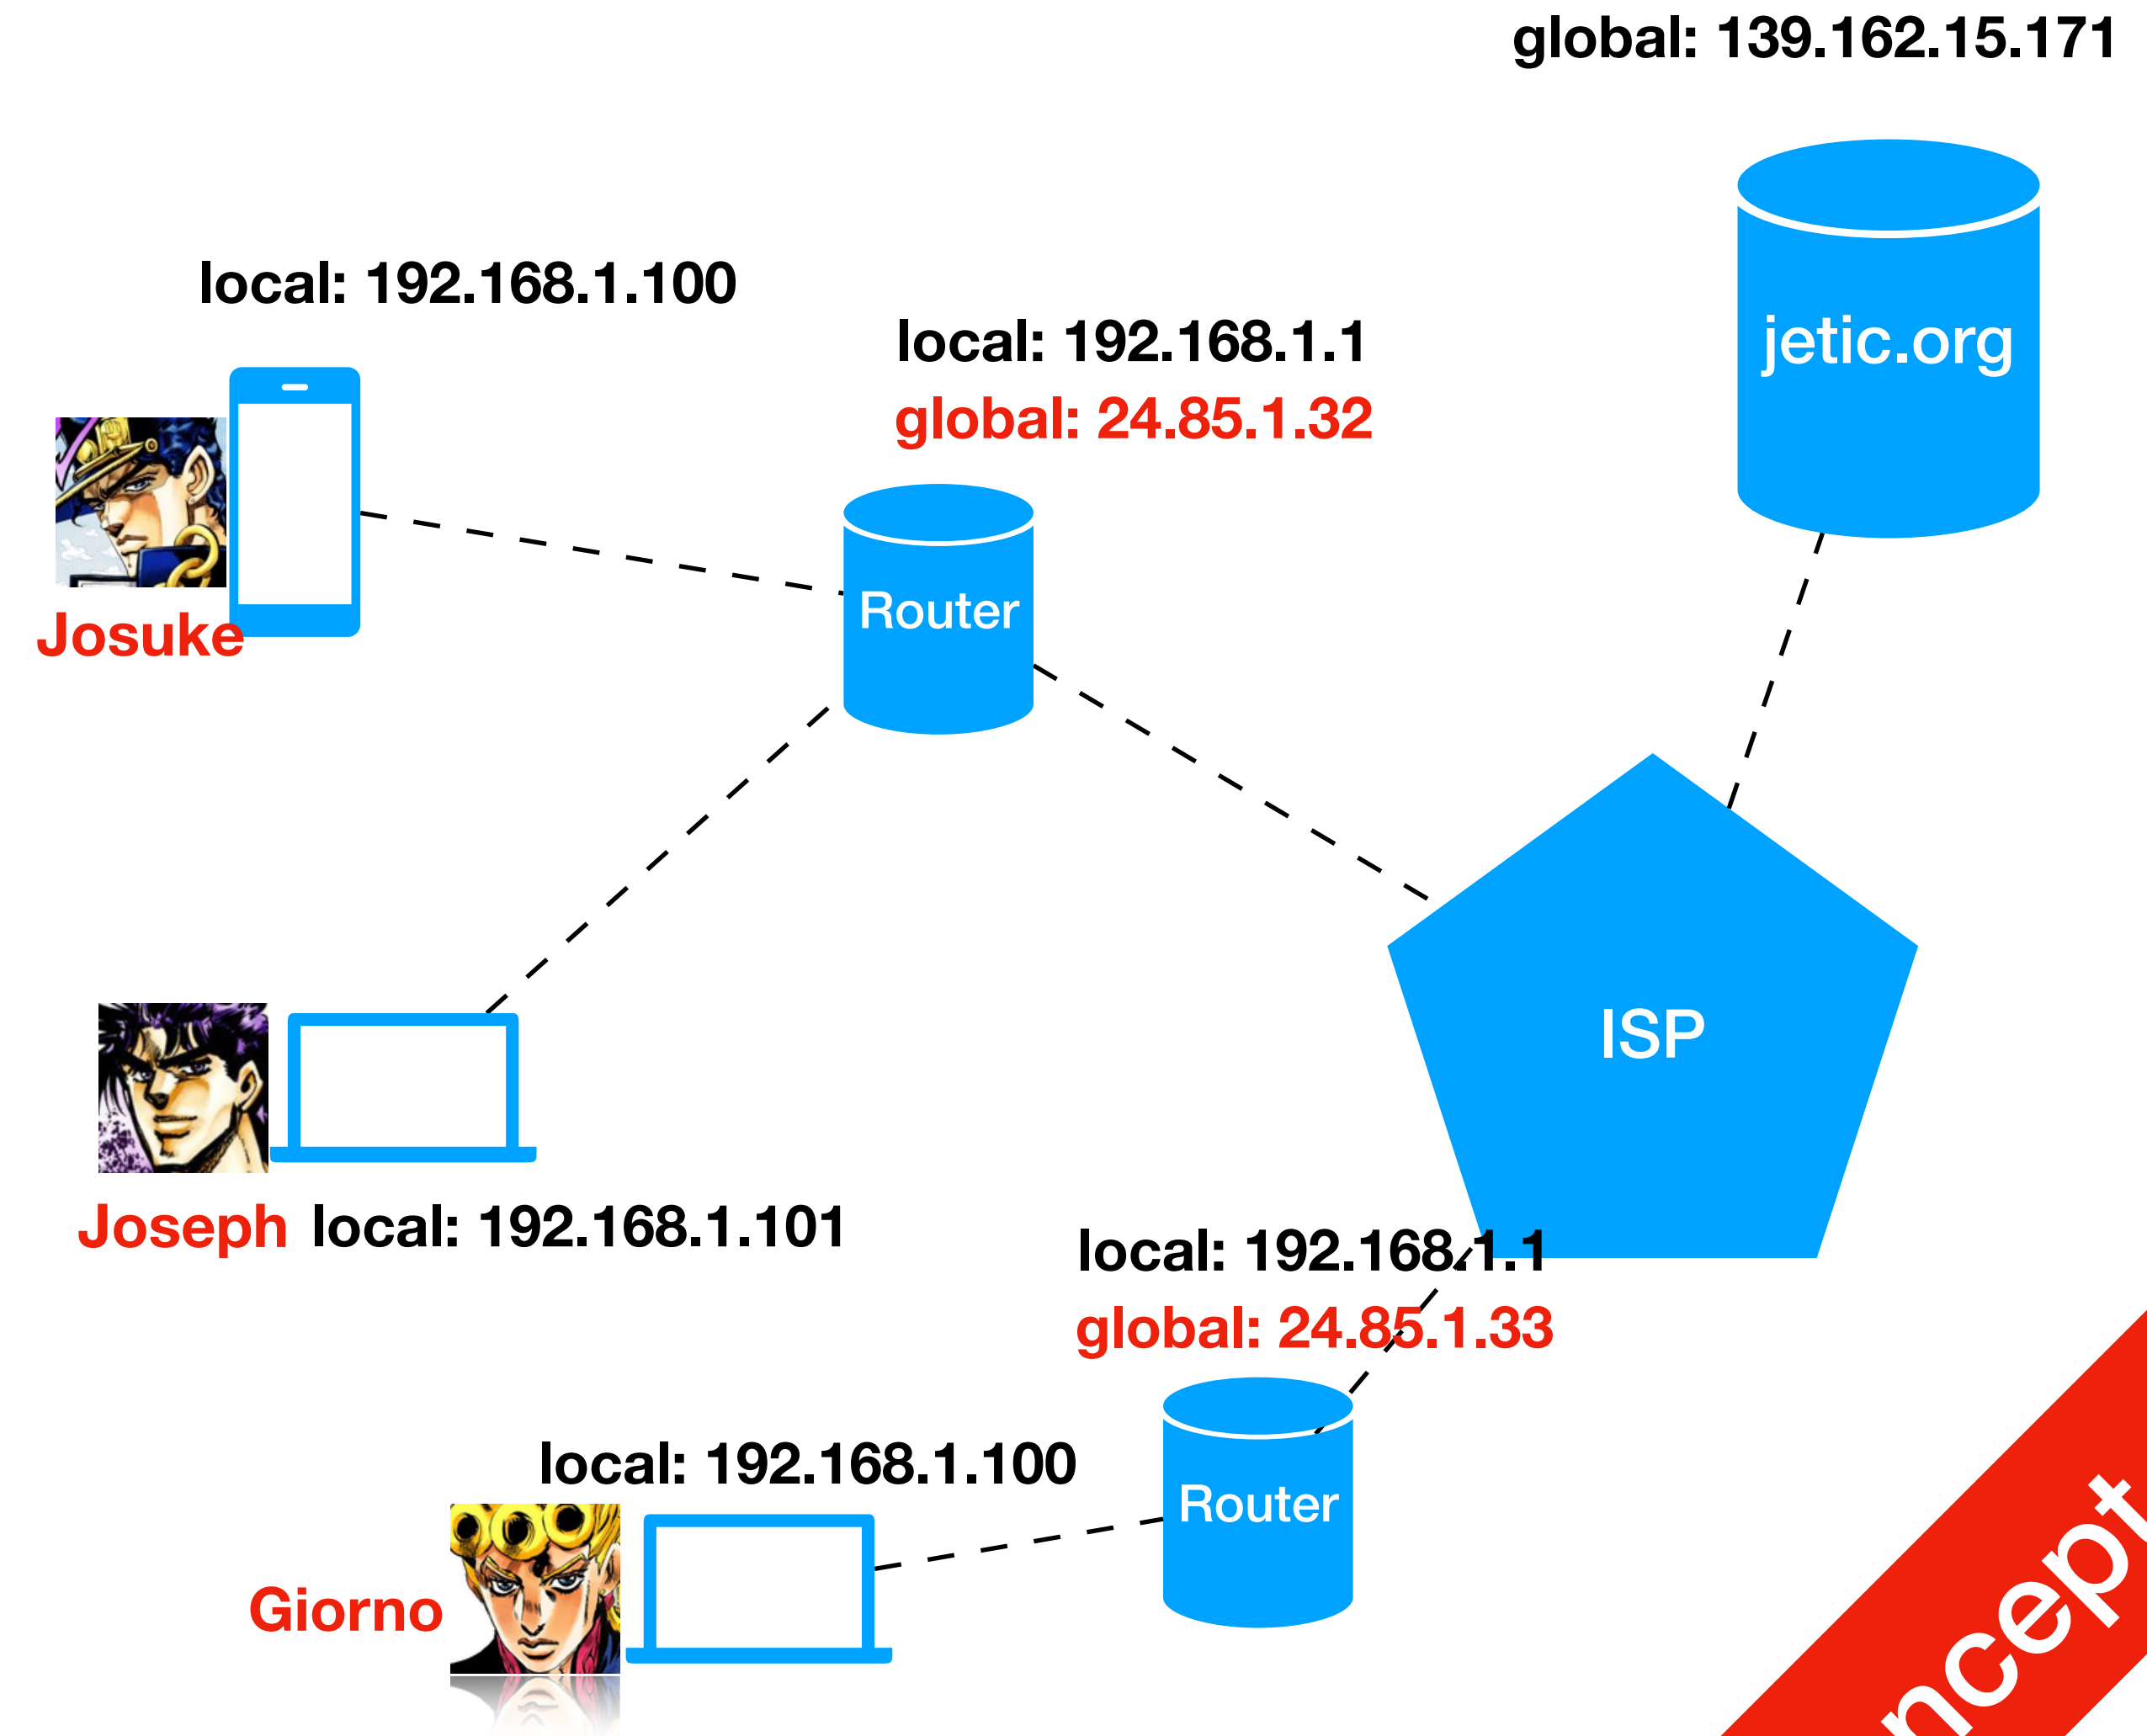 global: 139.162.15.171
local: 192.168.1.100
local: 192.168.1.1
global: 24.85.1.32
jetic.org
Router
Josuke
ISP
Joseph local: 192.168.1.101
local: 192.168.1.1
global: 24.85.1.33
local: 192.168.1.100
Router
Giorno
ncept